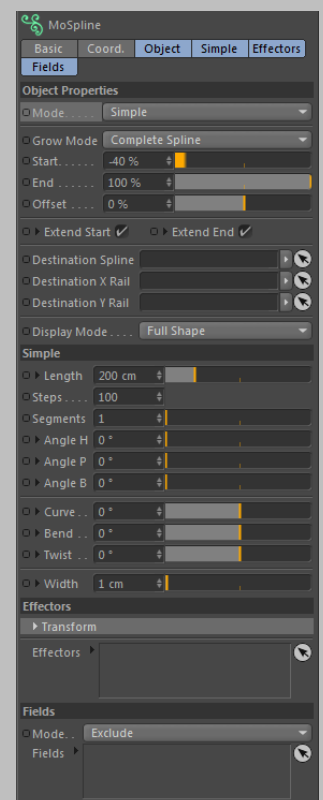 MoSpline
Basic Coord. Object Simple Effectors
Fields
Object Properties
Mode..... Simple
Grow Mode Complete Spline
Start...... -40 %
End ...... 100 %
Offset .... 0 %
Extend Start Extend End
Destination Spline
Destination X Rail
Destination Y Rail
Display Mode.... Full Shape
Simple
Length 200 cm
Steps.... 100
Segments 1
Angle H 0 °
Angle P 0 °
Angle B 0 °
Curve.. 0 °
Bend .. 0 °
Twist .. 0 °
Width 1 cm
Effectors
Transform
Effectors
Fields
Mode.. Exclude
Fields